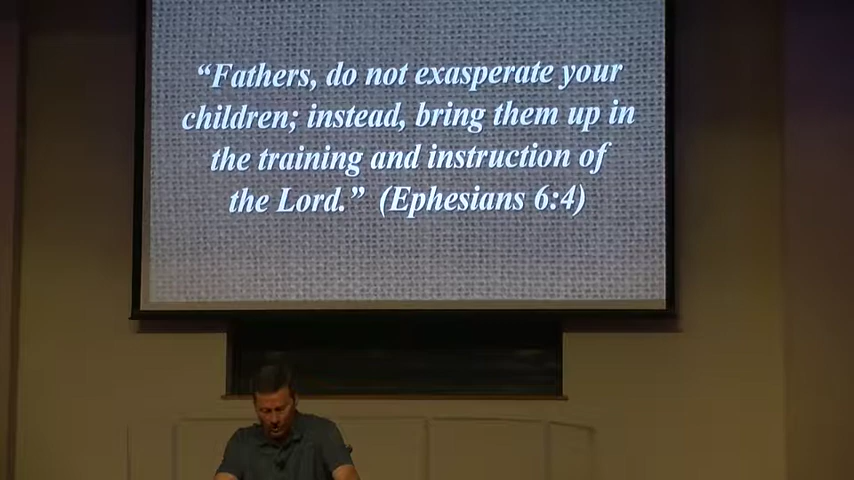 “Fathers, do not exasperate your
children; instead, bring them up in
the training and instruction of
the Lord.” (Ephesians 6:4)